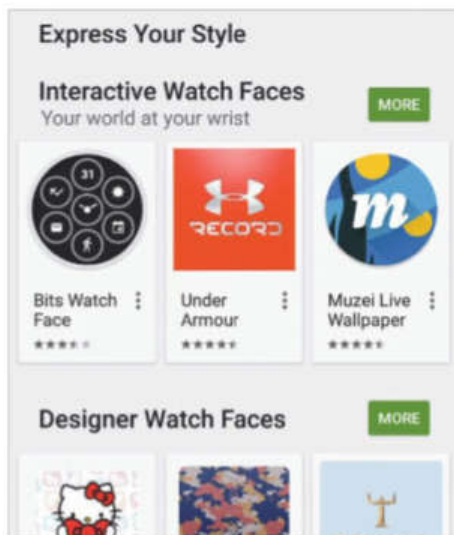 Express Your Style
Interactive Watch Faces
MORE
Your world at your wrist
31
RECORD
m
Bits Watch
Face
Under
Armour
Muzei Live
Wallpaper
Designer Watch Faces
MORE